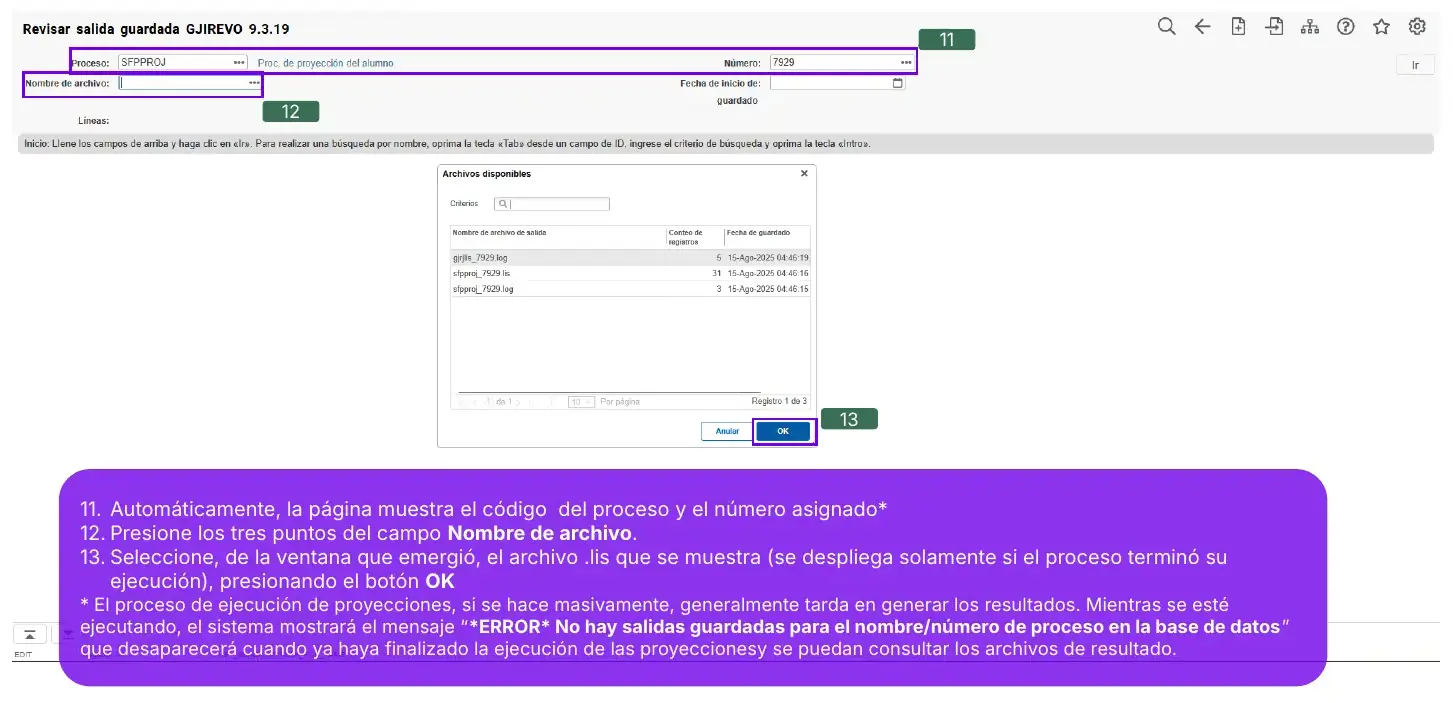 Revisar salida guardada GJIREVO 9.3.19
11
Proceso: SFPPROJ ••• Proc. de proyección del alumno Número: 7929 •••
Ir
Nombre de archivo: ••• Fecha de inicio de: guardado
12
Líneas:
Inicio: Llene los campos de arriba y haga clic en «Ir». Para realizar una búsqueda por nombre, oprima la tecla «Tab» desde un campo de ID, ingrese el criterio de búsqueda y oprima la tecla «Intro».
Archivos disponibles
Criterios
Nombre de archivo de salida Conteo de registros Fecha de guardado
gjrjlis_7929.log 5 15-Ago-2025 04:46:19
sfpproj_7929.lis 31 15-Ago-2025 04:46:16
sfpproj_7929.log 3 15-Ago-2025 04:46:15
1 de 1 10 Por página Registro 1 de 3
Anular OK
13
11. Automáticamente, la página muestra el código del proceso y el número asignado*
12. Presione los tres puntos del campo Nombre de archivo.
13. Seleccione, de la ventana que emergió, el archivo .lis que se muestra (se despliega solamente si el proceso terminó su
ejecución), presionando el botón OK
* El proceso de ejecución de proyecciones, si se hace masivamente, generalmente tarda en generar los resultados. Mientras se esté
ejecutando, el sistema mostrará el mensaje “*ERROR* No hay salidas guardadas para el nombre/número de proceso en la base de datos”
que desaparecerá cuando ya haya finalizado la ejecución de las proyeccionesy se puedan consultar los archivos de resultado.
EDIT